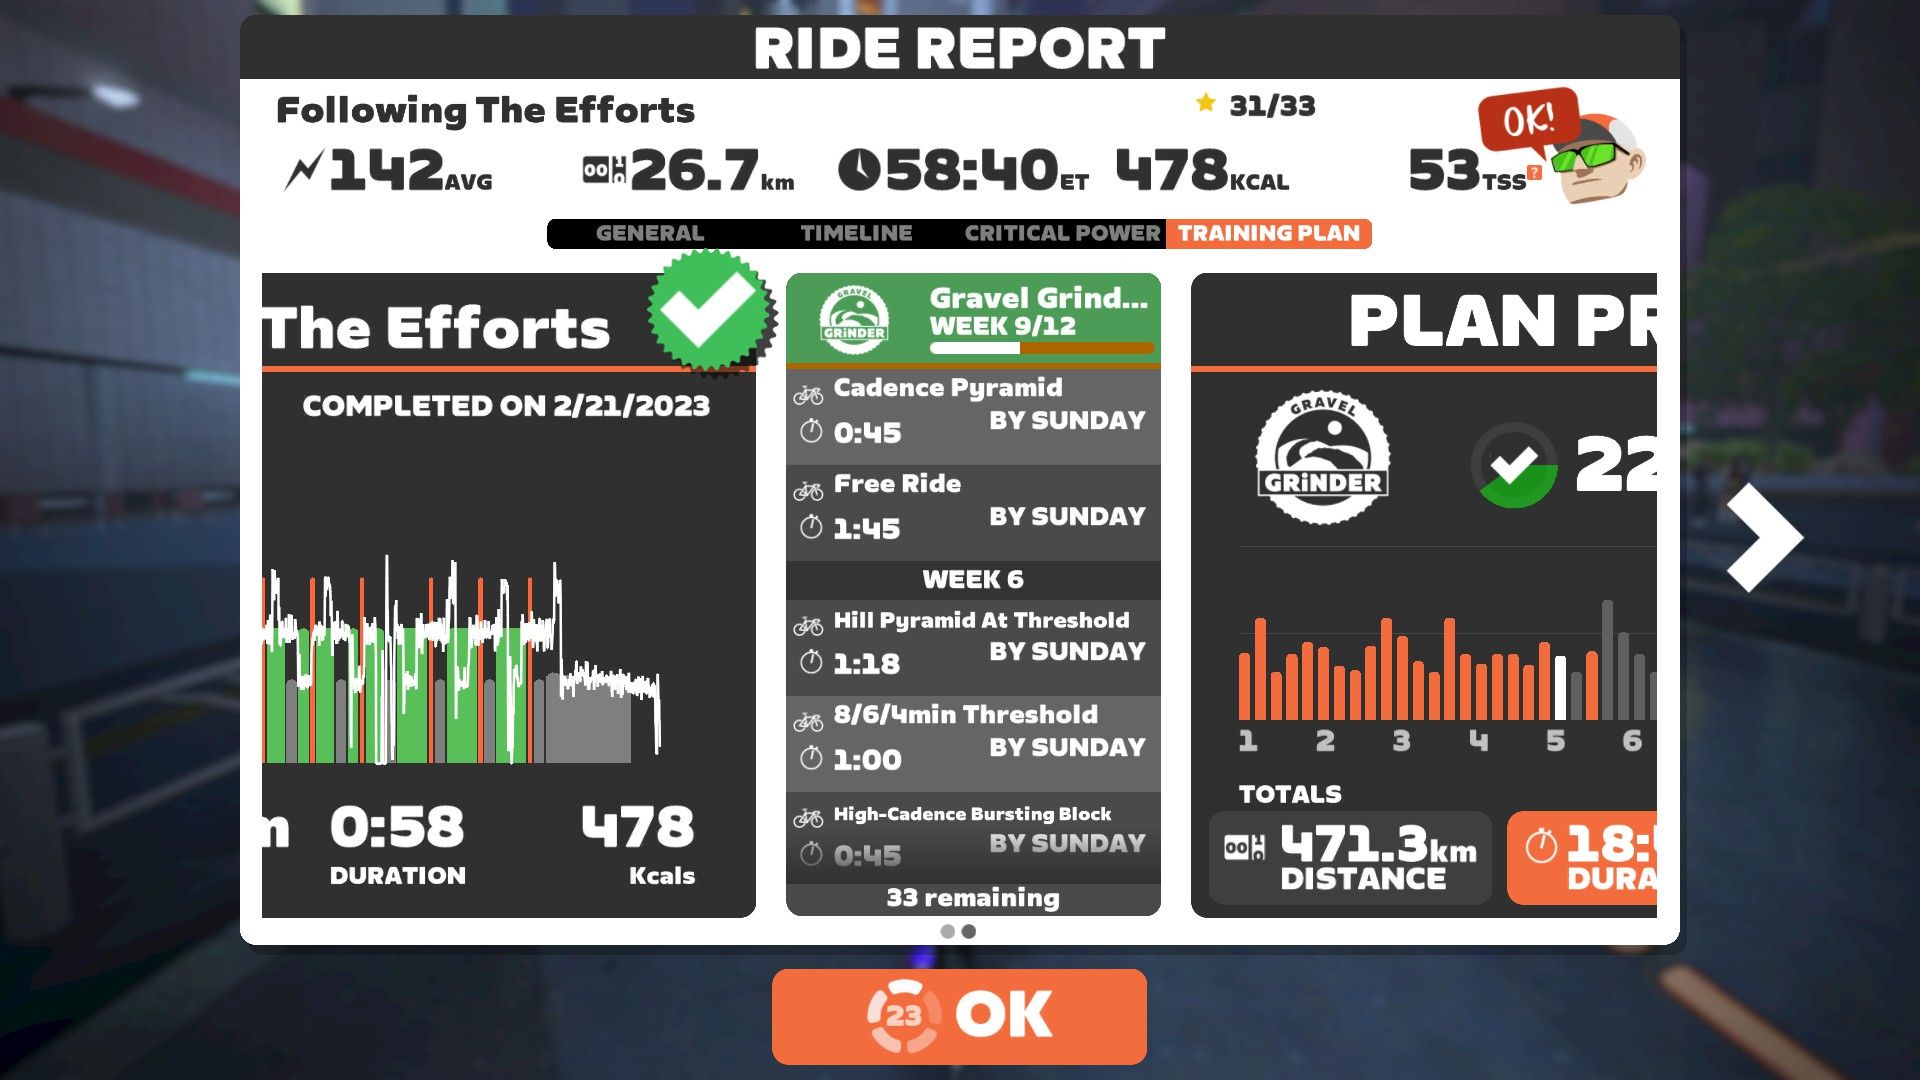 RIDE REPORT
Following The Efforts
31/33
OK!
142AVG
26.7km
58:40ET
478KCAL
53TSS
?
GENERAL
TIMELINE
CRITICAL POWER
TRAINING PLAN
The Efforts
COMPLETED ON 2/21/2023
0:58
DURATION
478
Kcals
GRAVEL
GRINDER
Gravel Grind...
WEEK 9/12
Cadence Pyramid
BY SUNDAY
0:45
Free Ride
BY SUNDAY
1:45
WEEK 6
Hill Pyramid At Threshold
BY SUNDAY
1:18
8/6/4min Threshold
BY SUNDAY
1:00
High-Cadence Bursting Block
BY SUNDAY
0:45
33 remaining
PLAN PR
GRAVEL
GRINDER
22
1 2 3 4 5 6
TOTALS
471.3km
DISTANCE
18:
DURA
23
OK